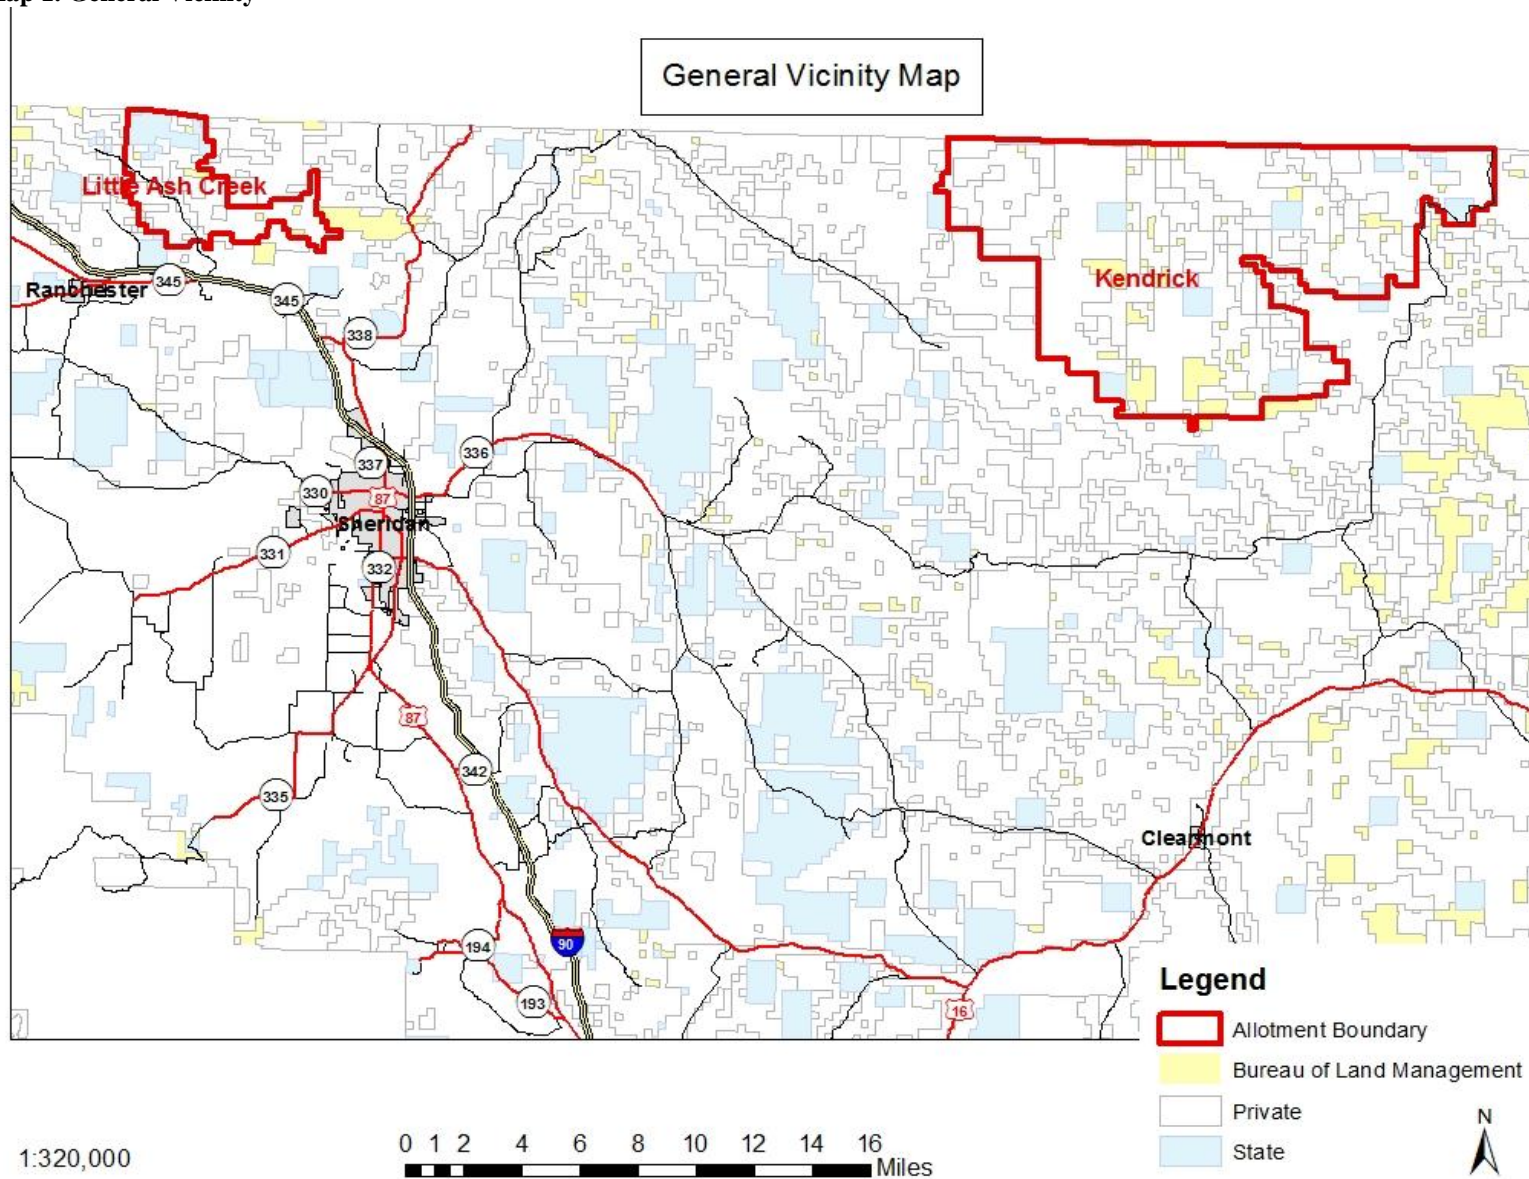 General Vicinity Map
Little Ash Creek
Kendrick
Ranchester
345
345
338
336
337
330
87
Sheridan
331
332
87
342
335
Clearmont
194
90
193
16
Legend
Allotment Boundary
Bureau of Land Management
Private
State
N
0 1 2 4 6 8 10 12 14 16
Miles
1:320,000